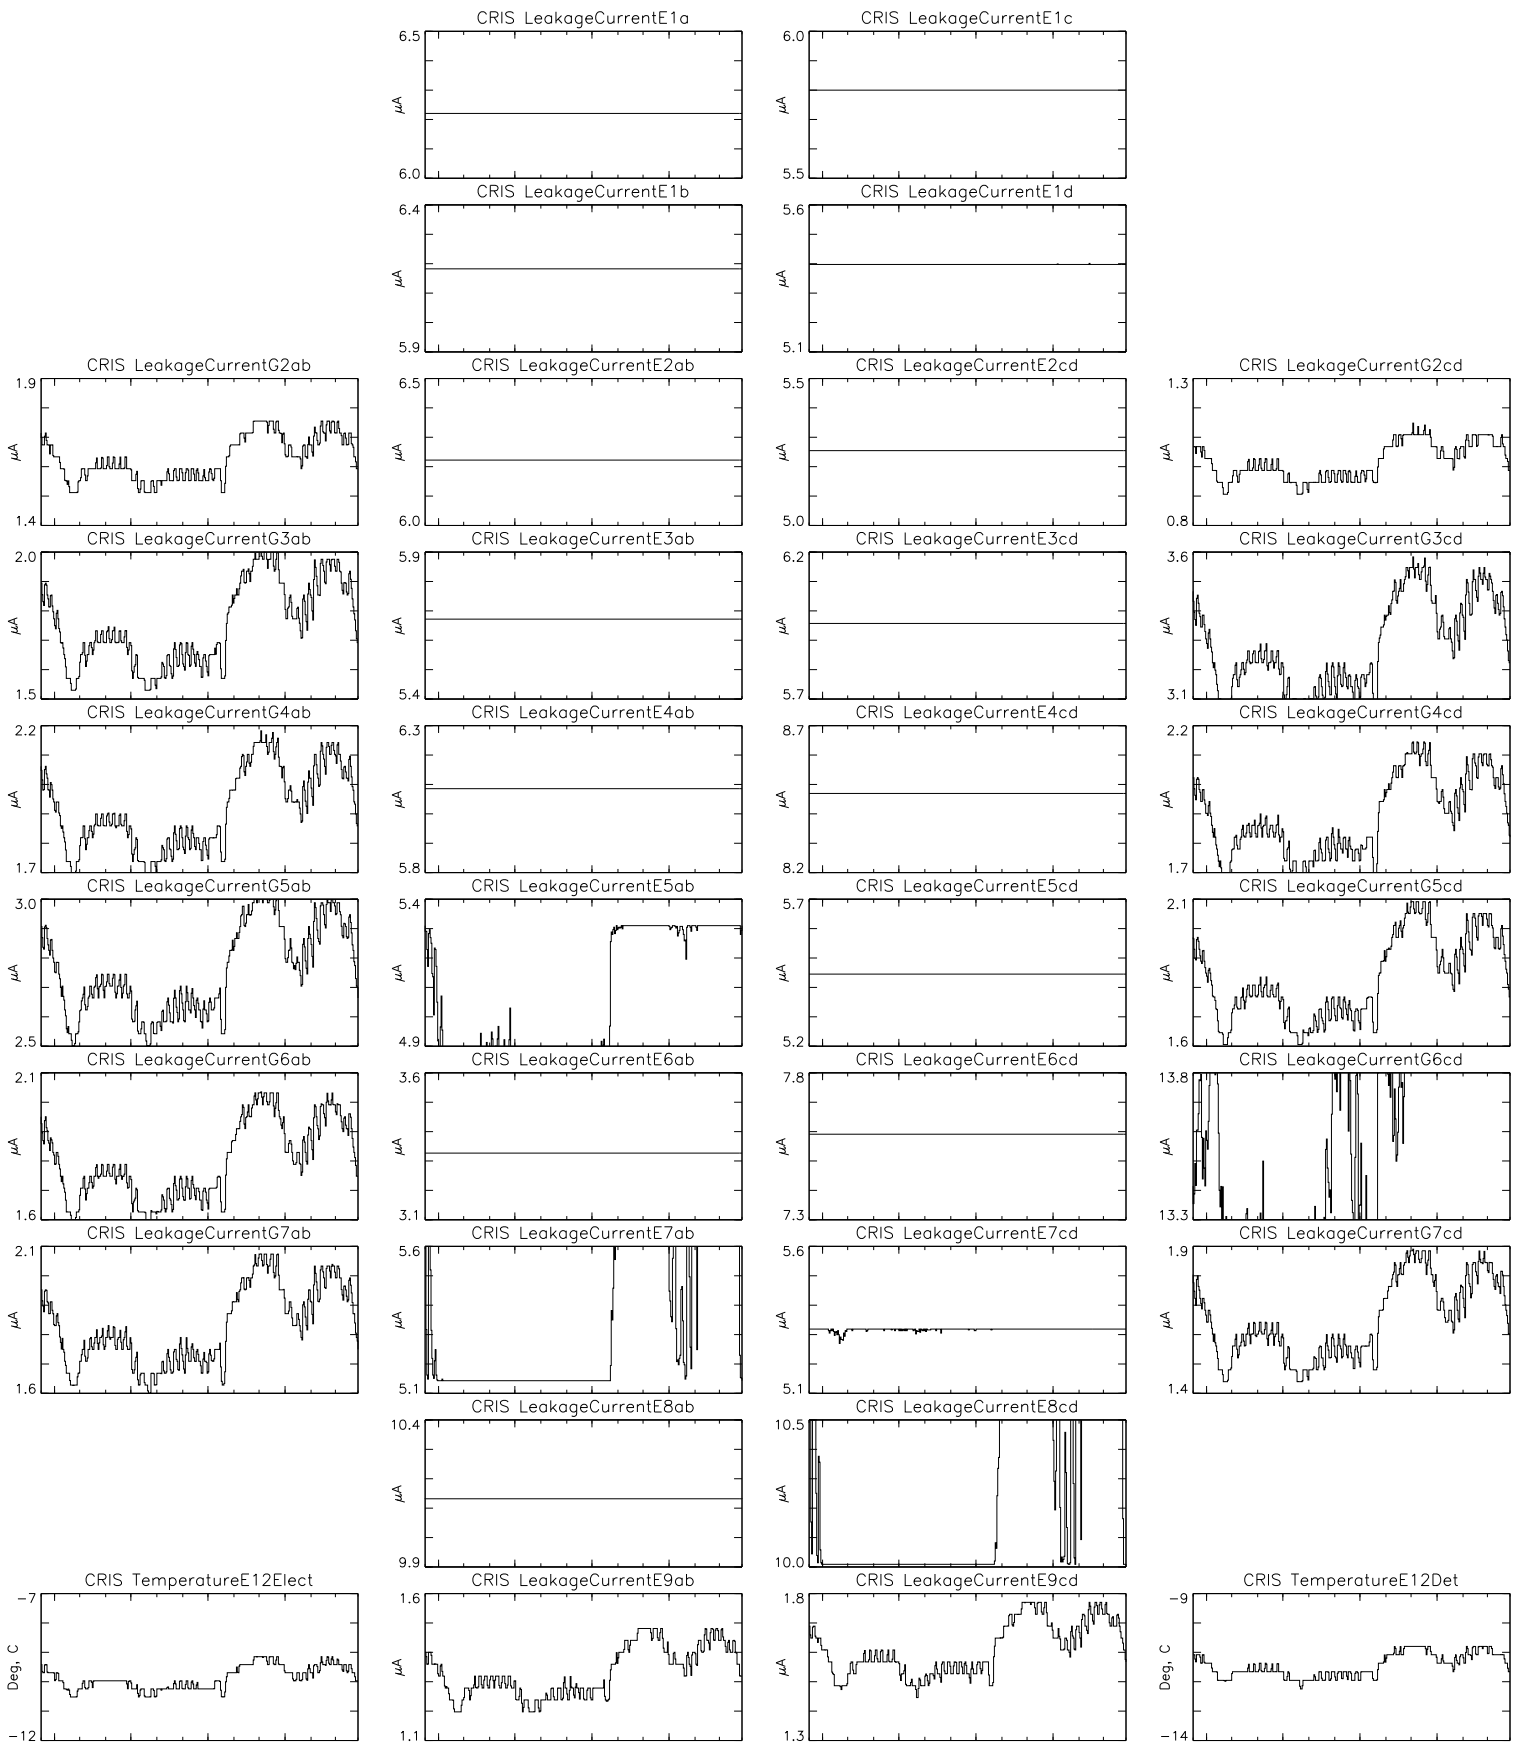 CRIS LeakageCurrentE1a
6.5
μA
6.0
CRIS LeakageCurrentE1c
6.0
μA
5.5
CRIS LeakageCurrentE1b
6.4
μA
5.9
CRIS LeakageCurrentE1d
5.6
μA
5.1
CRIS LeakageCurrentG2ab
1.9
μA
1.4
CRIS LeakageCurrentE2ab
6.5
μA
6.0
CRIS LeakageCurrentE2cd
5.5
μA
5.0
CRIS LeakageCurrentG2cd
1.3
μA
0.8
CRIS LeakageCurrentG3ab
2.0
μA
1.5
CRIS LeakageCurrentE3ab
5.9
μA
5.4
CRIS LeakageCurrentE3cd
6.2
μA
5.7
CRIS LeakageCurrentG3cd
3.6
μA
3.1
CRIS LeakageCurrentG4ab
2.2
μA
1.7
CRIS LeakageCurrentE4ab
6.3
μA
5.8
CRIS LeakageCurrentE4cd
8.7
μA
8.2
CRIS LeakageCurrentG4cd
2.2
μA
1.7
CRIS LeakageCurrentG5ab
3.0
μA
2.5
CRIS LeakageCurrentE5ab
5.4
μA
4.9
CRIS LeakageCurrentE5cd
5.7
μA
5.2
CRIS LeakageCurrentG5cd
2.1
μA
1.6
CRIS LeakageCurrentG6ab
2.1
μA
1.6
CRIS LeakageCurrentE6ab
3.6
μA
3.1
CRIS LeakageCurrentE6cd
7.8
μA
7.3
CRIS LeakageCurrentG6cd
13.8
μA
13.3
CRIS LeakageCurrentG7ab
2.1
μA
1.6
CRIS LeakageCurrentE7ab
5.6
μA
5.1
CRIS LeakageCurrentE7cd
5.6
μA
5.1
CRIS LeakageCurrentG7cd
1.9
μA
1.4
CRIS LeakageCurrentE8ab
10.4
μA
9.9
CRIS LeakageCurrentE8cd
10.5
μA
10.0
CRIS TemperatureE12Elect
-7
Deg, C
-12
CRIS LeakageCurrentE9ab
1.6
μA
1.1
CRIS LeakageCurrentE9cd
1.8
μA
1.3
CRIS TemperatureE12Det
-9
Deg, C
-14